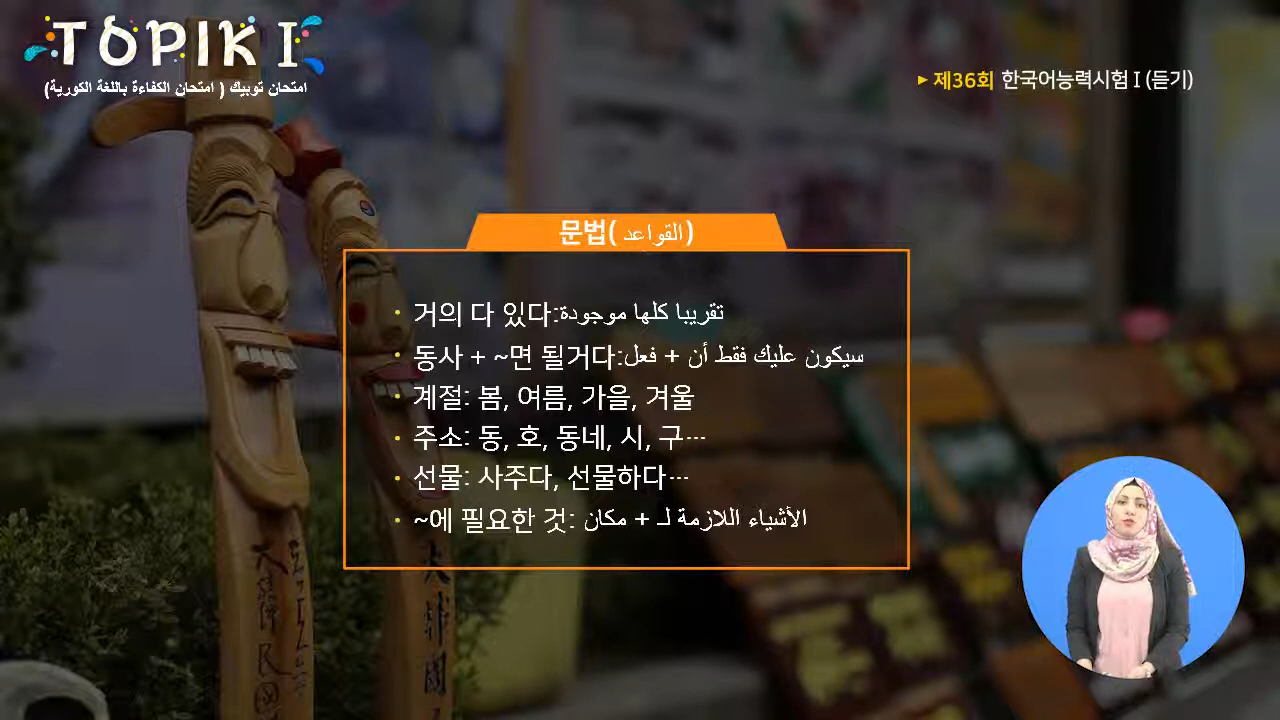 TOPIK I
امتحان توبيك ( امتحان الكفاءة باللغة الكورية)
▶ 제36회 한국어능력시험 I (듣기)
문법(القواعد)
• 거의 다 있다:تقريبا كلها موجودة
• 동사 + ~면 될거다:سيكون عليك فقط أن + فعل
• 계절: 봄, 여름, 가을, 겨울
• 주소: 동, 호, 동네, 시, 구…
• 선물: 사주다, 선물하다…
• ~에 필요한 것: الأشياء اللازمة لـ + مكان